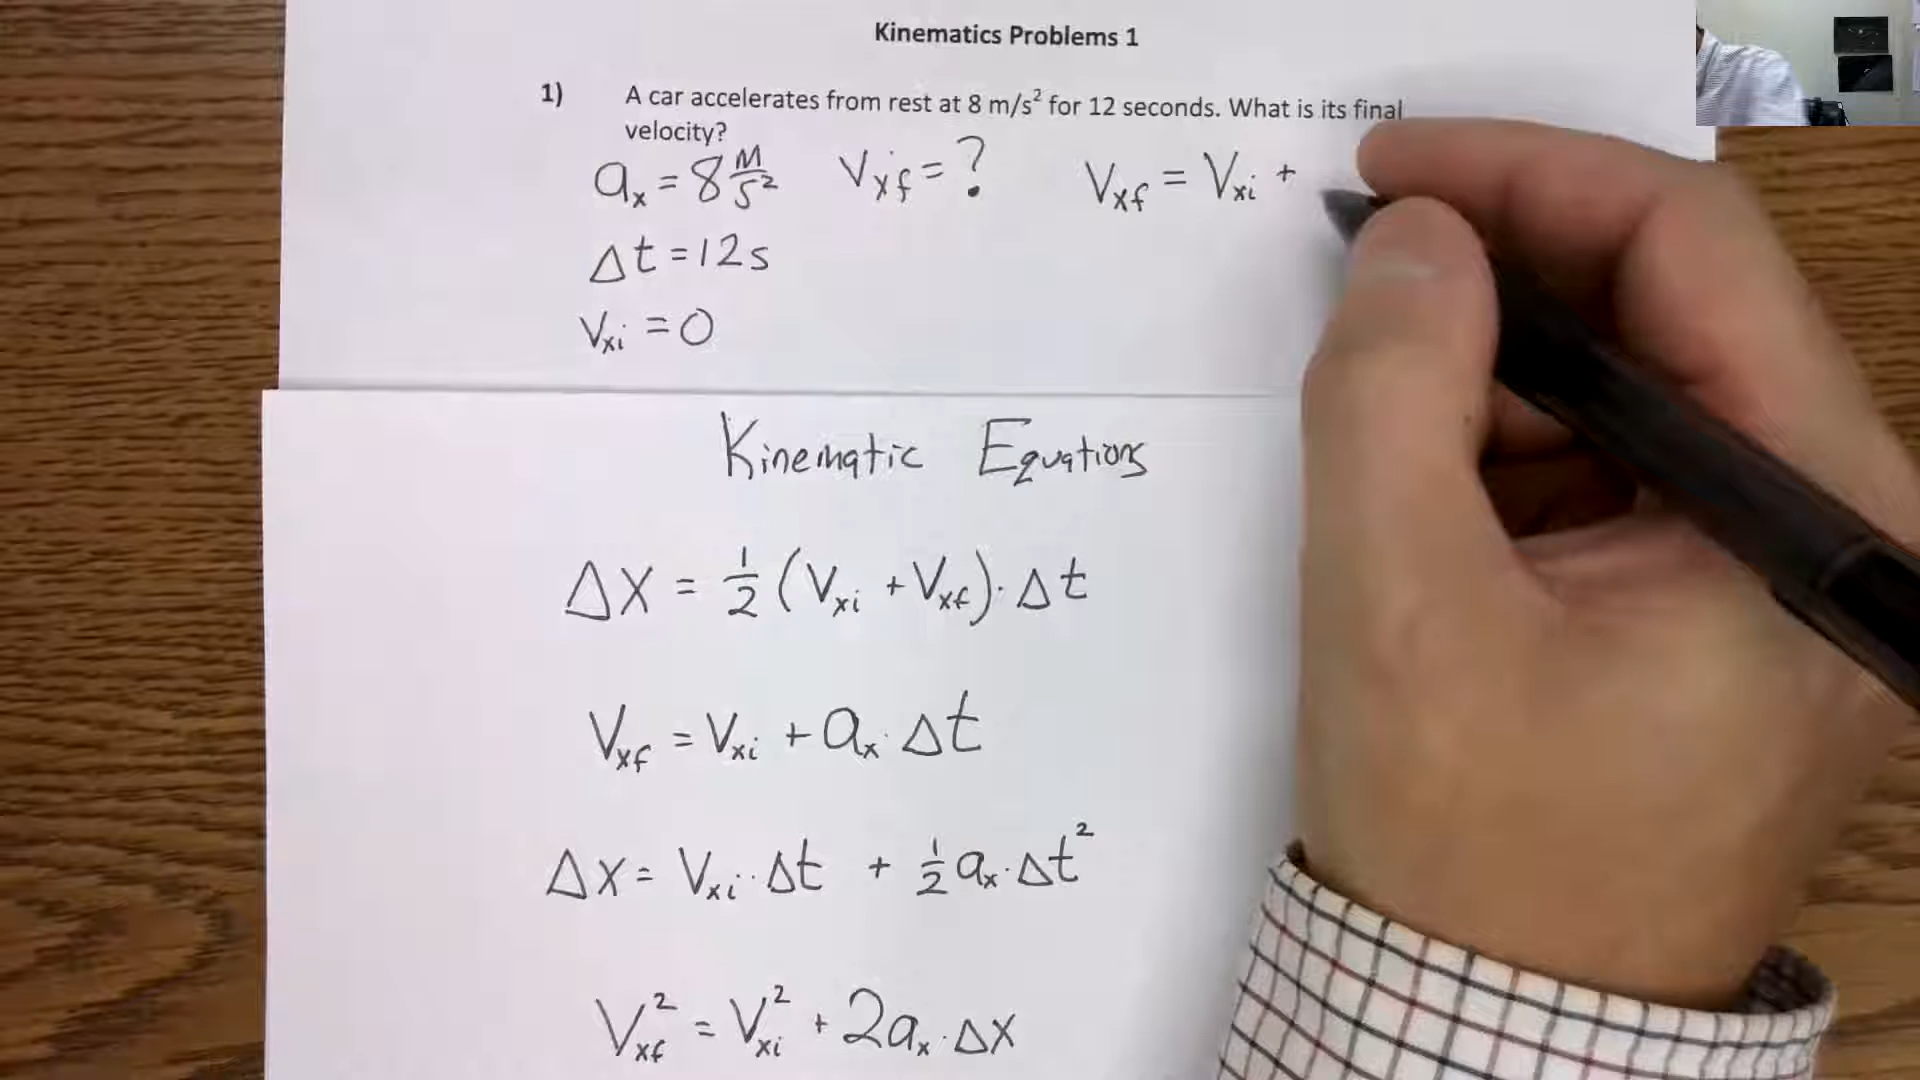 Kinematics Problems 1
1) A car accelerates from rest at 8 m/s² for 12 seconds. What is its final
velocity?
aₓ = 8 M/S² Vxf = ? Vxf = Vxi +
Δt = 12s
Vxi = 0
Kinematic Equations
ΔX = ½ (Vxi + Vxf) · Δt
Vxf = Vxi + aₓ · Δt
Δx = Vxi · Δt + ½ aₓ · Δt²
Vxf² = Vxi² + 2aₓ · Δx